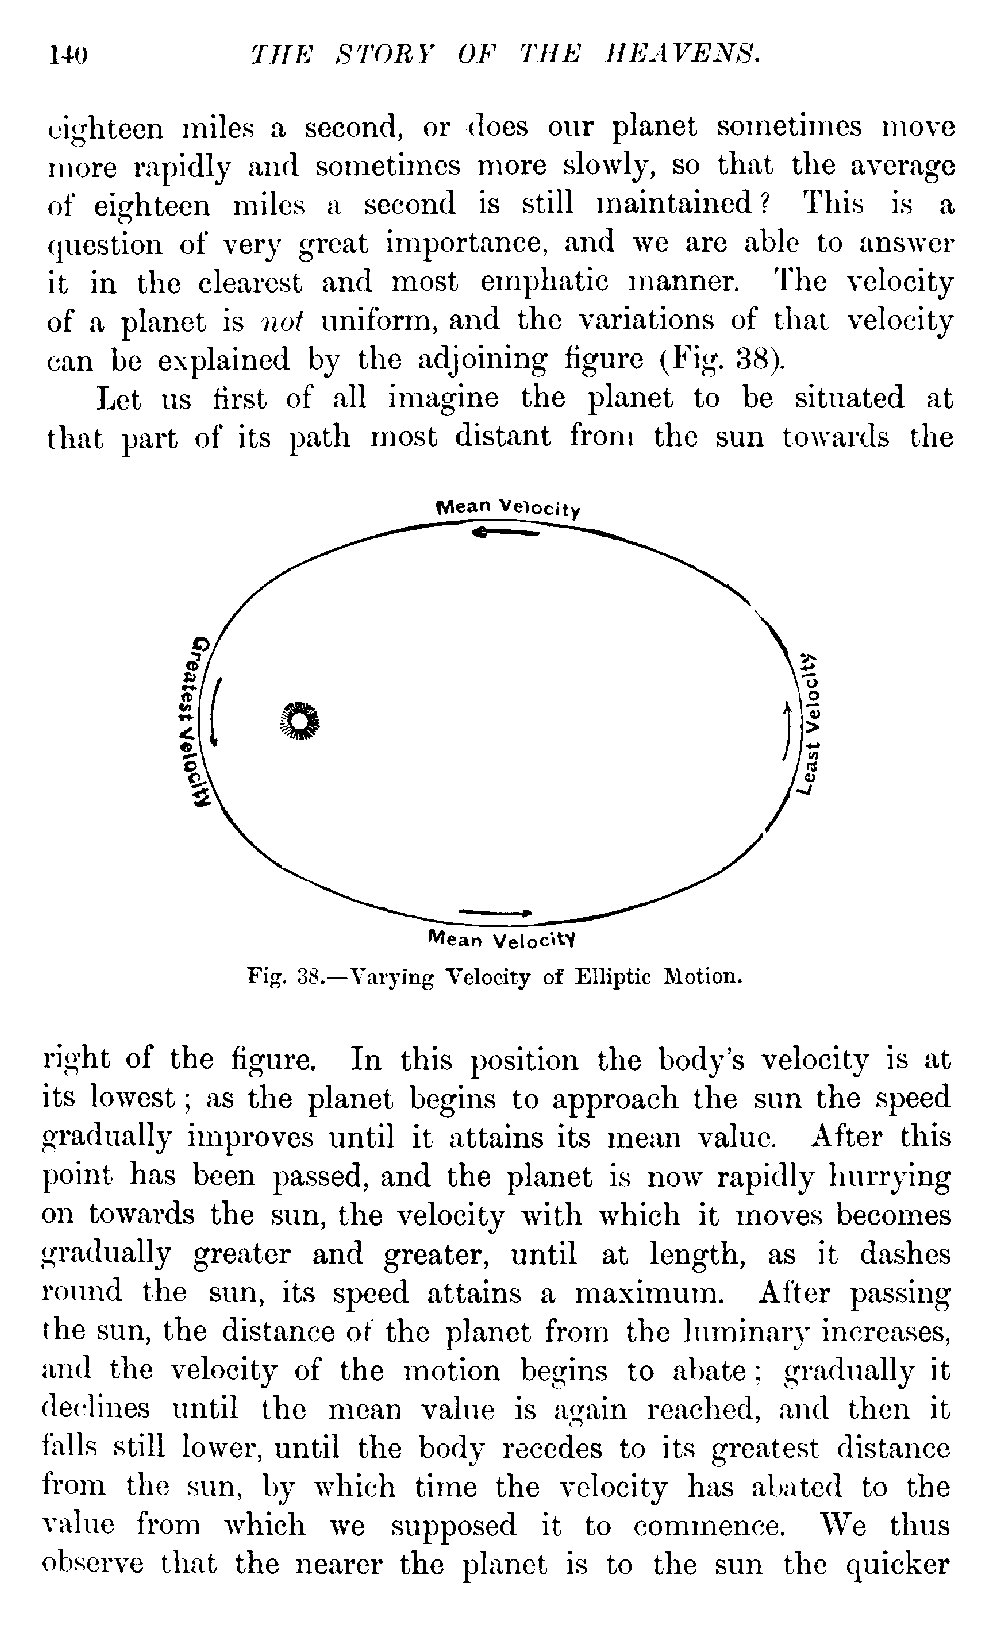 140 THE STORY OF THE HEAVENS.
eighteen miles a second, or does our planet sometimes move
more rapidly and sometimes more slowly, so that the average
of eighteen miles a second is still maintained? This is a
question of very great importance, and we are able to answer
it in the clearest and most emphatic manner. The velocity
of a planet is not uniform, and the variations of that velocity
can be explained by the adjoining figure (Fig. 38).
Let us first of all imagine the planet to be situated at
that part of its path most distant from the sun towards the
Mean Velocity
Greatest Velocity
Least Velocity
Mean Velocity
Fig. 38.—Varying Velocity of Elliptic Motion.
right of the figure. In this position the body's velocity is at
its lowest; as the planet begins to approach the sun the speed
gradually improves until it attains its mean value. After this
point has been passed, and the planet is now rapidly hurrying
on towards the sun, the velocity with which it moves becomes
gradually greater and greater, until at length, as it dashes
round the sun, its speed attains a maximum. After passing
the sun, the distance of the planet from the luminary increases,
and the velocity of the motion begins to abate; gradually it
declines until the mean value is again reached, and then it
falls still lower, until the body recedes to its greatest distance
from the sun, by which time the velocity has abated to the
value from which we supposed it to commence. We thus
observe that the nearer the planet is to the sun the quicker